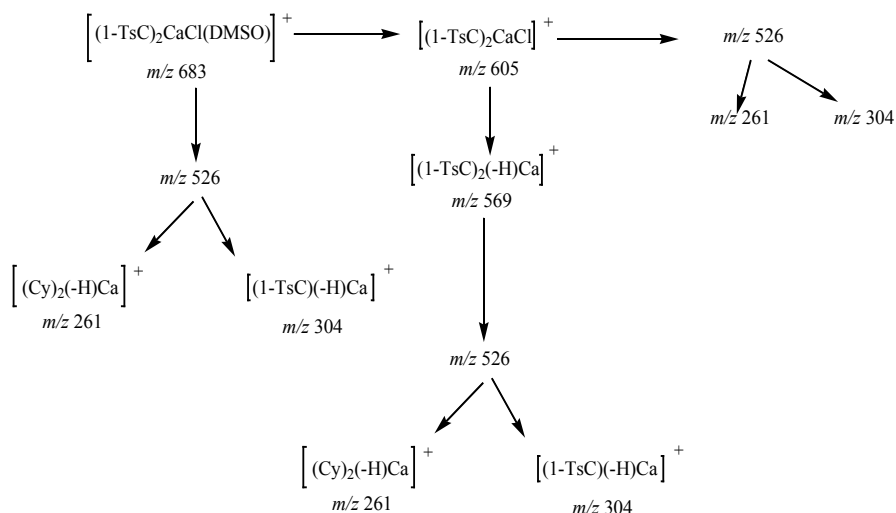 [(1-TsC)₂CaCl(DMSO)]⁺
m/z 683
[(1-TsC)₂CaCl]⁺
m/z 605
m/z 526
m/z 261
m/z 304
m/z 526
[(1-TsC)₂(-H)Ca]⁺
m/z 569
[(Cy)₂(-H)Ca]⁺
m/z 261
[(1-TsC)(-H)Ca]⁺
m/z 304
m/z 526
[(Cy)₂(-H)Ca]⁺
m/z 261
[(1-TsC)(-H)Ca]⁺
m/z 304